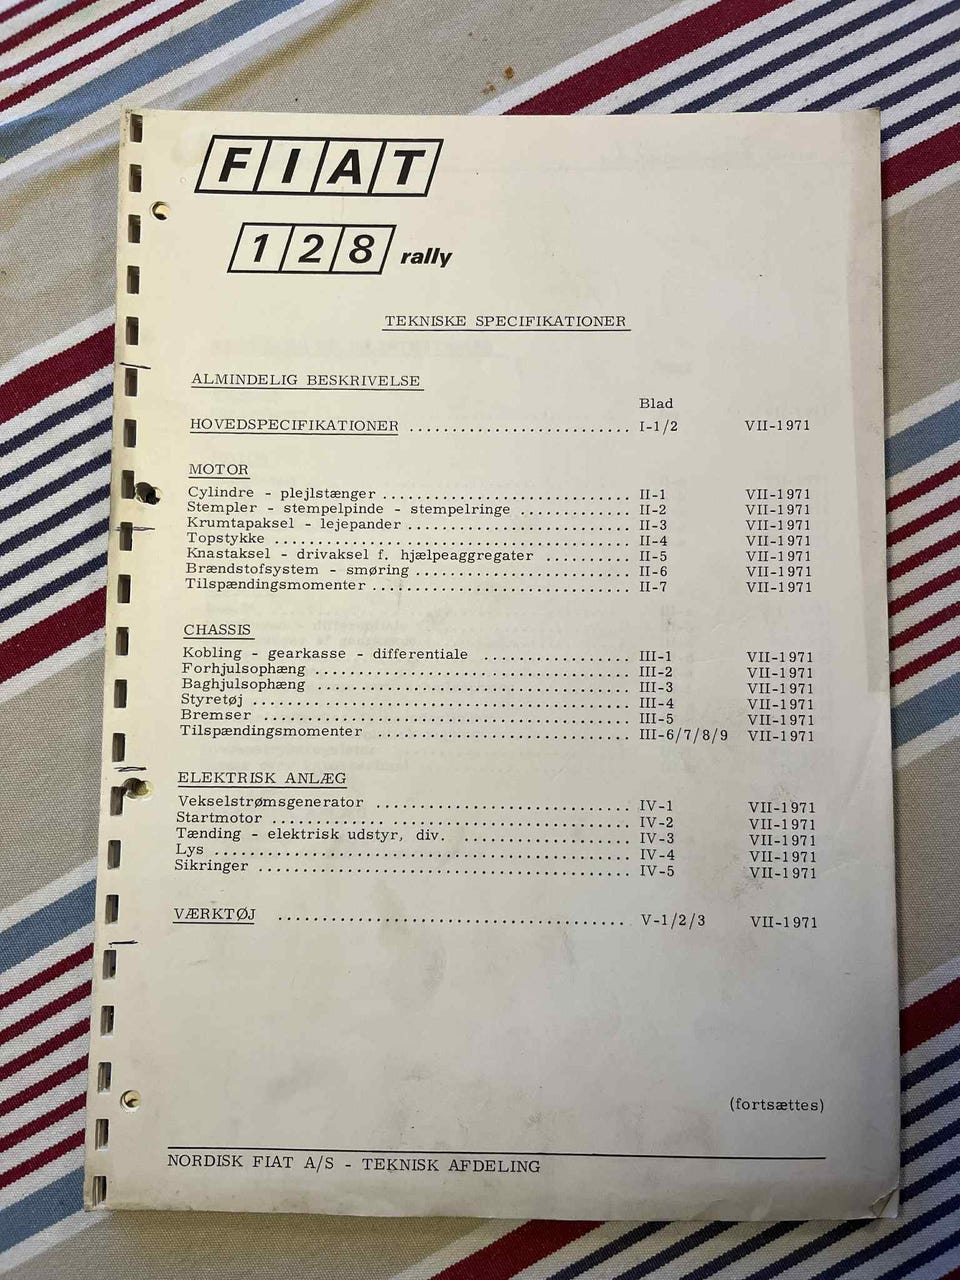 FIAT
128 rally
TEKNISKE SPECIFIKATIONER
ALMINDELIG BESKRIVELSE
Blad
HOVEDSPECIFIKATIONER .......................... I-1/2 VII-1971
MOTOR
Cylindre - plejlstænger ............................. II-1 VII-1971
Stempler - stempelpinde - stempelringe ............. II-2 VII-1971
Krumtapaksel - lejepander .......................... II-3 VII-1971
Topstykke .......................................... II-4 VII-1971
Knastaksel - drivaksel f. hjælpeaggregater .......... II-5 VII-1971
Brændstofsystem - smøring ......................... II-6 VII-1971
Tilspændingsmomenter .............................. II-7 VII-1971
CHASSIS
Kobling - gearkasse - differentiale ................. III-1 VII-1971
Forhjulsophæng ..................................... III-2 VII-1971
Baghjulsophæng ..................................... III-3 VII-1971
Styretøj ............................................ III-4 VII-1971
Bremser ........................................... III-5 VII-1971
Tilspændingsmomenter .............................. III-6/7/8/9 VII-1971
ELEKTRISK ANLÆG
Vekselstrømsgenerator .............................. IV-1 VII-1971
Startmotor .......................................... IV-2 VII-1971
Tænding - elektrisk udstyr, div. .................... IV-3 VII-1971
Lys ................................................. IV-4 VII-1971
Sikringer ............................................ IV-5 VII-1971
VÆRKTØJ ......................................... V-1/2/3 VII-1971
(fortsættes)
NORDISK FIAT A/S - TEKNISK AFDELING